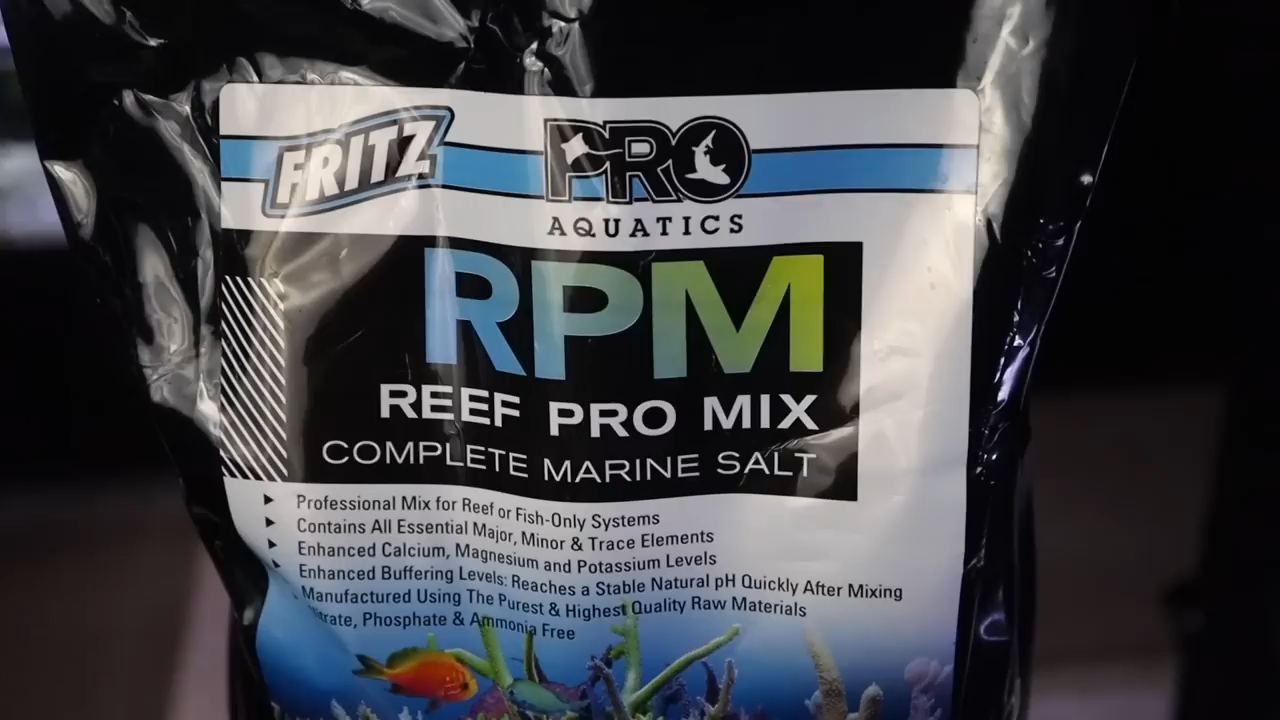 FRITZ
PRO
AQUATICS
RPM
REEF PRO MIX
COMPLETE MARINE SALT
Professional Mix for Reef or Fish-Only Systems
Contains All Essential Major, Minor & Trace Elements
Enhanced Calcium, Magnesium and Potassium Levels
Enhanced Buffering Levels: Reaches a Stable Natural pH Quickly After Mixing
Manufactured Using The Purest & Highest Quality Raw Materials
Nitrate, Phosphate & Ammonia Free